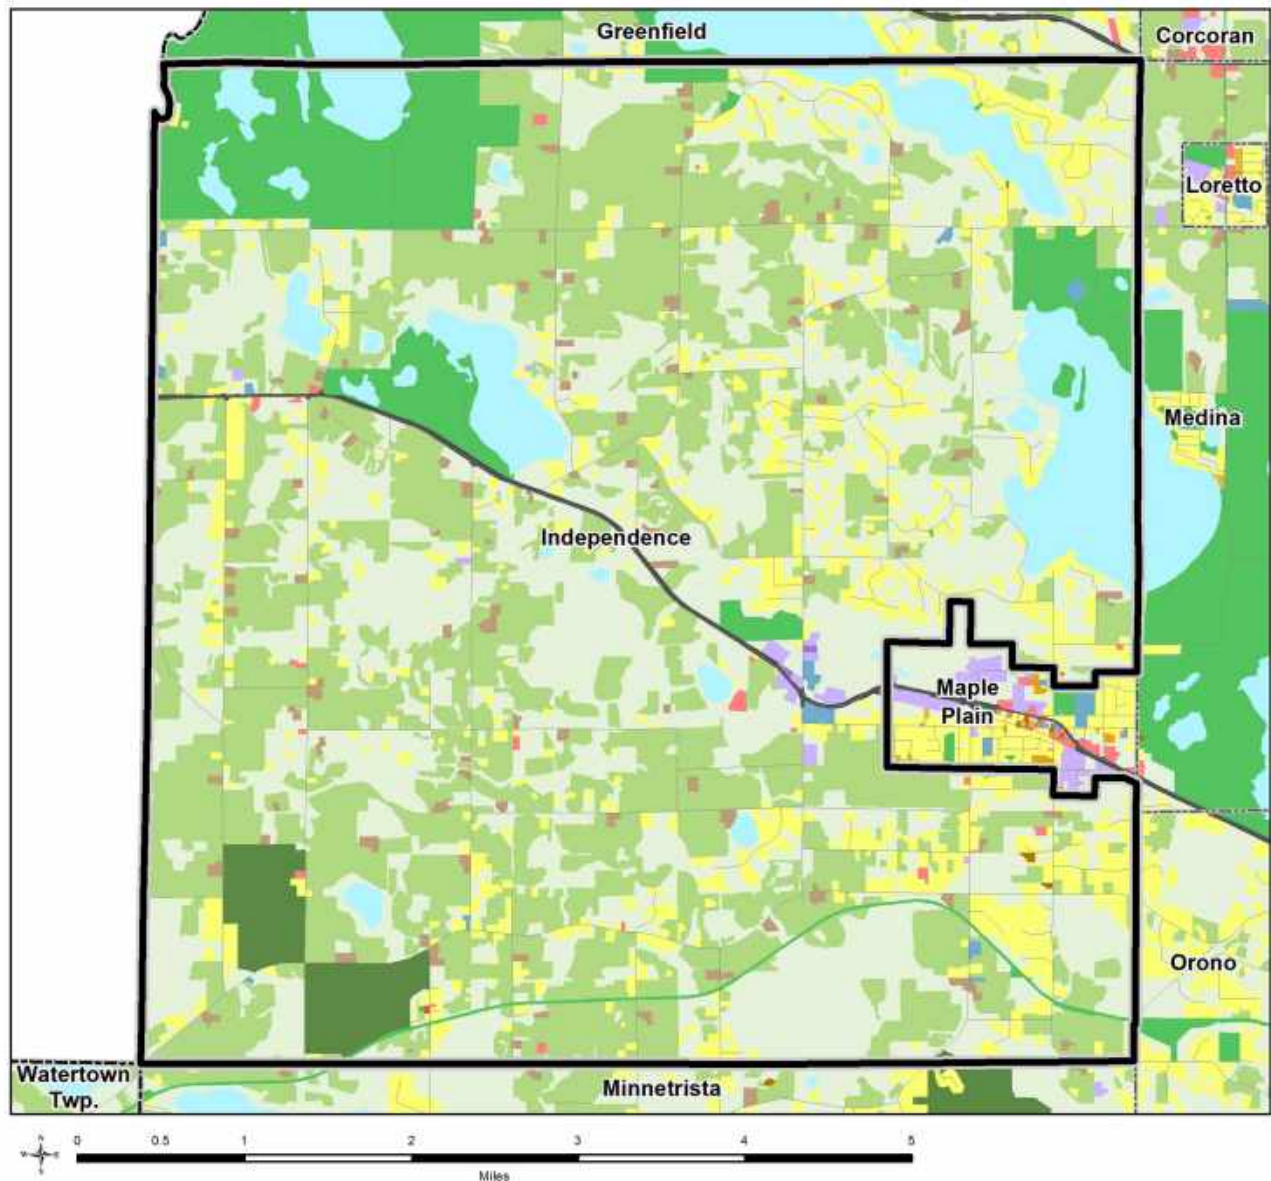 Greenfield
Corcoran
Loretto
Medina
Independence
Maple
Plain
Orono
Watertown
Twp.
Minnetrista
N
W
E
S
0
0.5
1
2
3
4
5
Miles